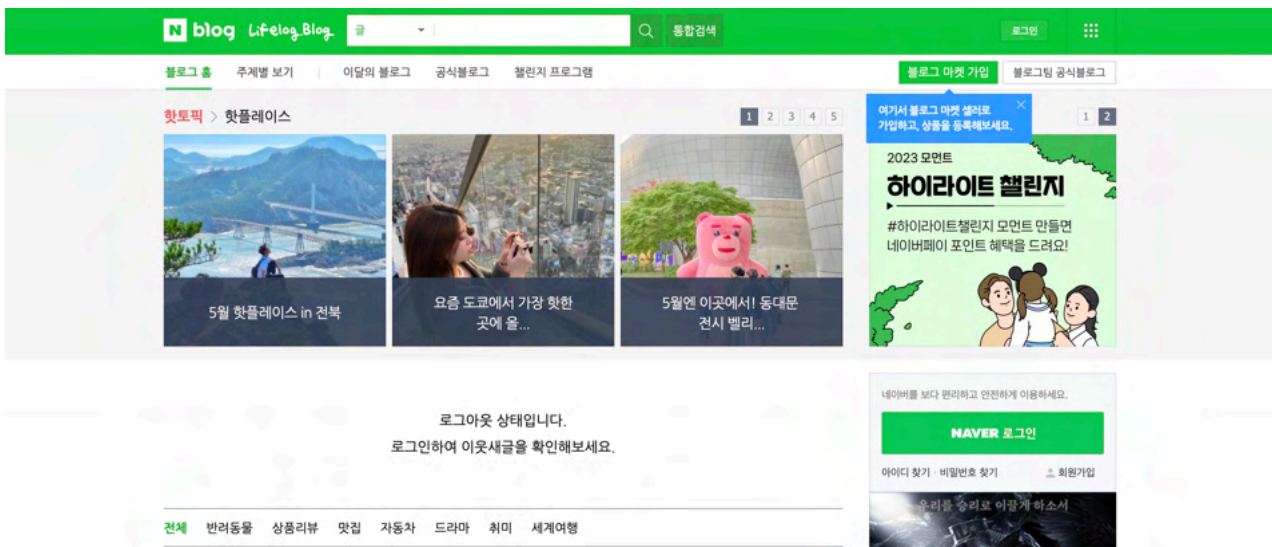 N blog Lifelog.Blog 글 통합검색 로그인
블로그 홈 주제별 보기 이달의 블로그 공식블로그 챌린지 프로그램 블로그 마켓 가입 블로그팀 공식블로그
핫토픽 > 핫플레이스 1 2 3 4 5
여기서 블로그 마켓 셀러로
가입하고, 상품을 등록해보세요.
1 2
5월 핫플레이스 in 전북
요즘 도쿄에서 가장 핫한
곳에 올...
5월엔 이곳에서! 동대문
전시 벨리...
2023 모먼트
하이라이트 챌린지
#하이라이트챌린지 모먼트 만들면
네이버페이 포인트 혜택을 드려요!
로그아웃 상태입니다.
로그인하여 이웃새글을 확인해보세요.
네이버를 보다 편리하고 안전하게 이용하세요.
NAVER 로그인
아이디 찾기 · 비밀번호 찾기 회원가입
우리를 승리로 이끌게 하소서
전체 반려동물 상품리뷰 맛집 자동차 드라마 취미 세계여행